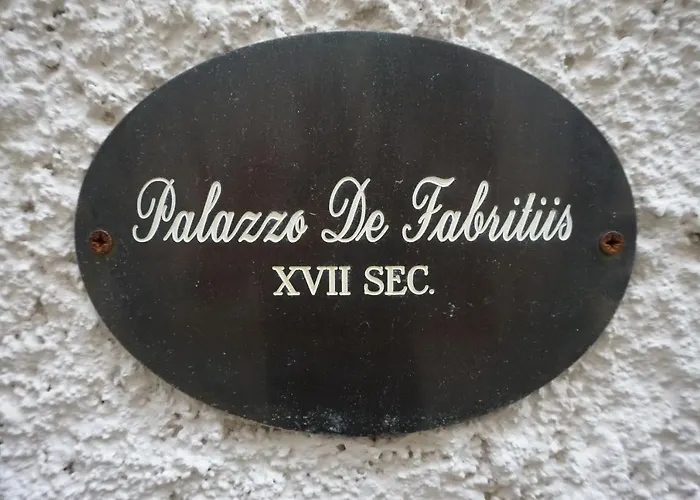 Palazzo De Fabritiis
XVII SEC.